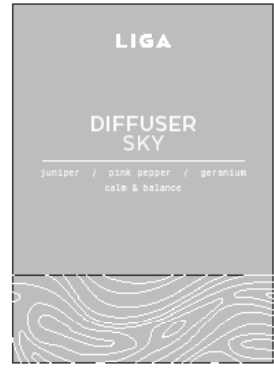 LIGA
DIFFUSER
SKY
juniper / pink pepper / geranium
calm & balance